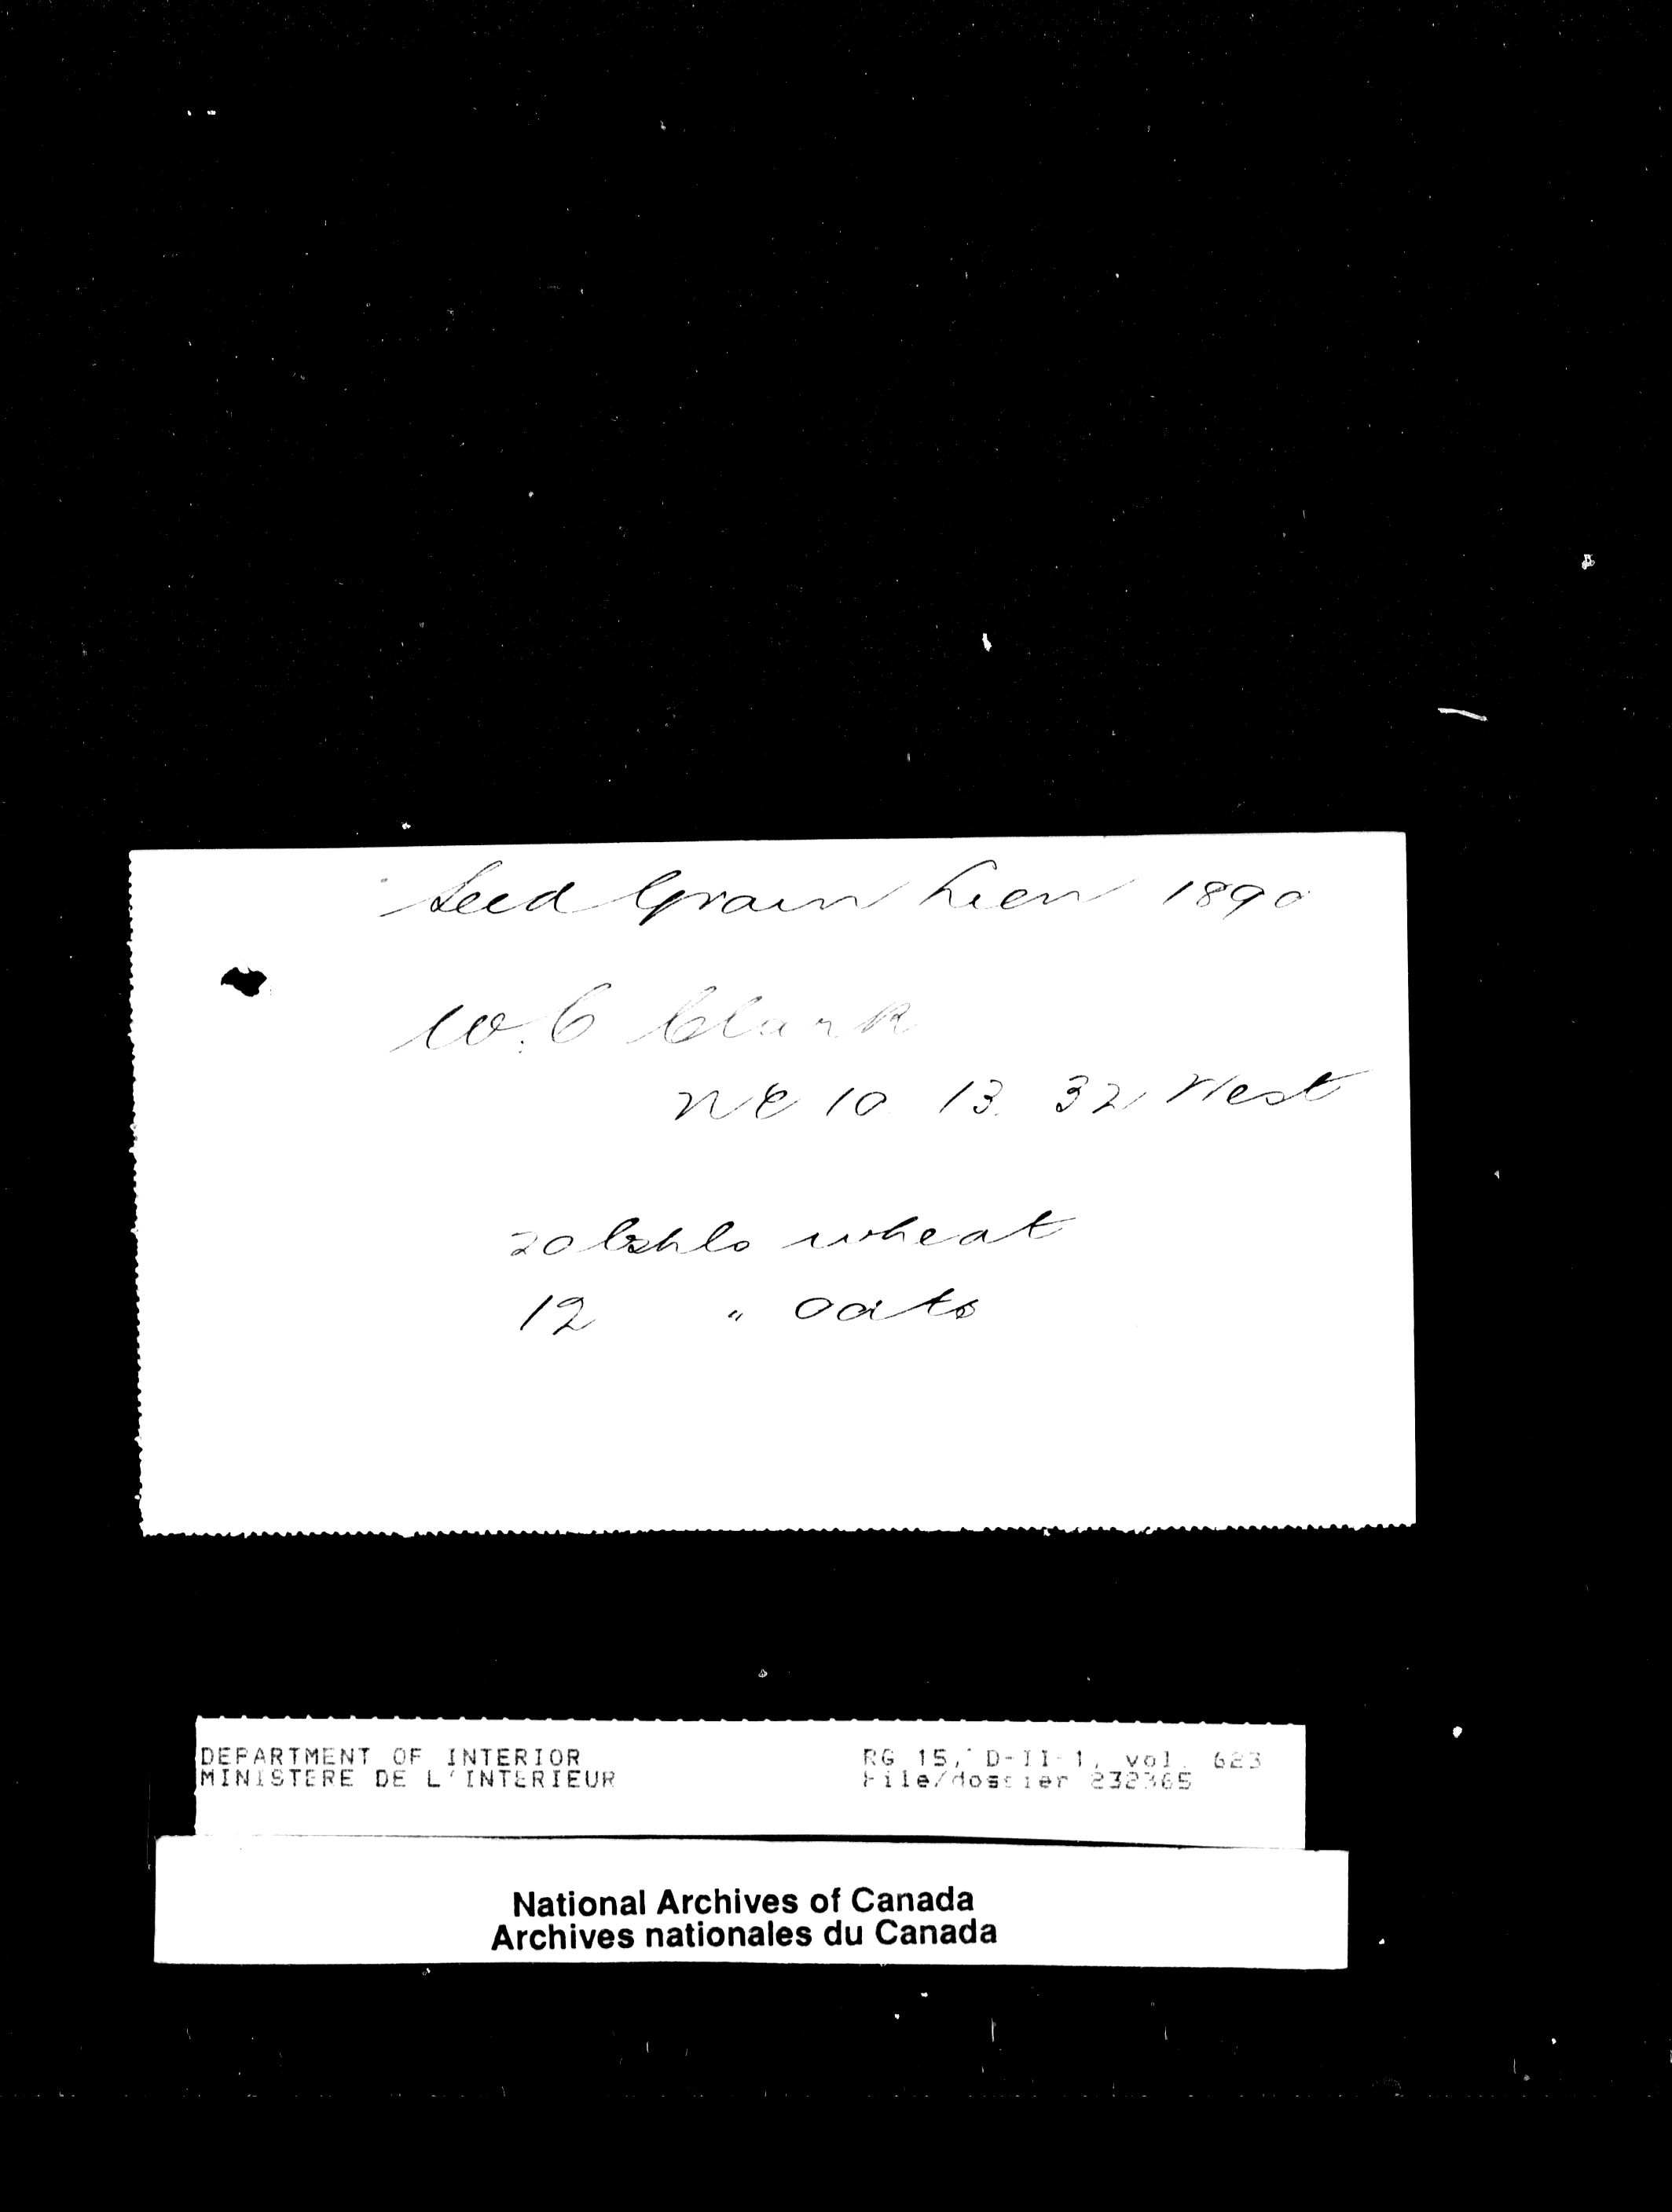 Seed Grain Lien 1890
W. C Clark
NE 10 13. 32 West
20 bshls wheat
12 " oats
DEPARTMENT OF INTERIOR
MINISTERE DE L'INTERIEUR
RG 15, D-II-1, vol. 623
File/dossier 232365
National Archives of Canada
Archives nationales du Canada